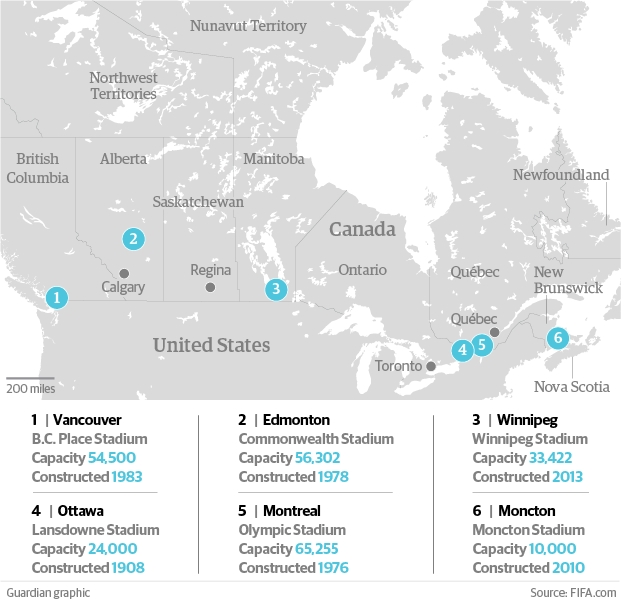 Nunavut Territory
Northwest
Territories
British
Columbia
Alberta
Manitoba
Saskatchewan
Newfoundland
2
Canada
Calgary
Regina
Ontario
Québec
New
Brunswick
1
3
Québec
United States
4
5
6
Toronto
200 miles
Nova Scotia
1 | Vancouver
B.C. Place Stadium
Capacity 54,500
Constructed 1983
2 | Edmonton
Commonwealth Stadium
Capacity 56,302
Constructed 1978
3 | Winnipeg
Winnipeg Stadium
Capacity 33,422
Constructed 2013
4 | Ottawa
Lansdowne Stadium
Capacity 24,000
Constructed 1908
5 | Montreal
Olympic Stadium
Capacity 65,255
Constructed 1976
6 | Moncton
Moncton Stadium
Capacity 10,000
Constructed 2010
Guardian graphic
Source: FIFA.com